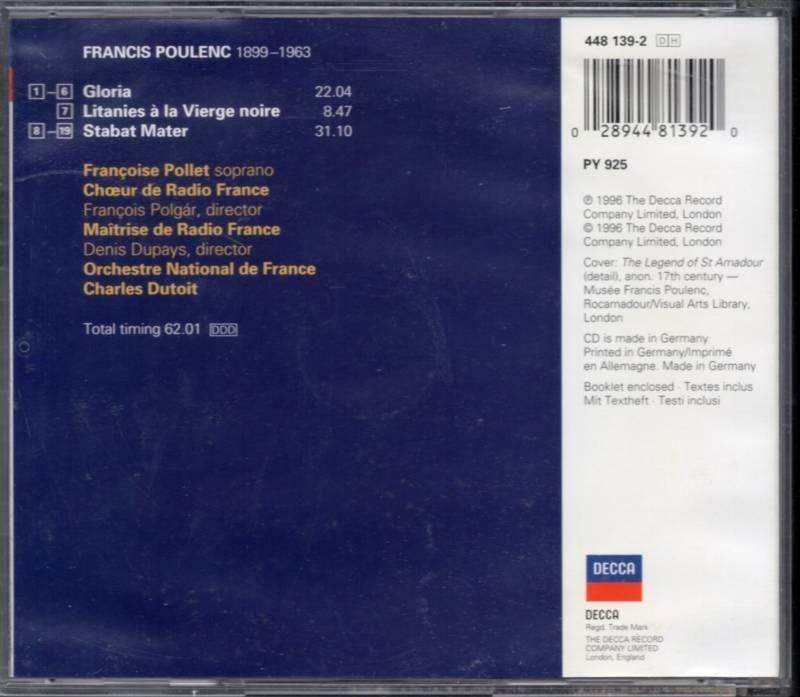 FRANCIS POULENC 1899–1963
1–6 Gloria 22.04
7 Litanies à la Vierge noire 8.47
8–19 Stabat Mater 31.10
Françoise Pollet soprano
Chœur de Radio France
François Polgár, director
Maîtrise de Radio France
Denis Dupays, director
Orchestre National de France
Charles Dutoit
Total timing 62.01 DDD
448 139-2 DH
0 28944 81392 0
PY 925
℗ 1996 The Decca Record
Company Limited, London
© 1996 The Decca Record
Company Limited, London
Cover: The Legend of St Amadour
(detail), anon. 17th century —
Musée Francis Poulenc,
Rocamadour/Visual Arts Library,
London
CD is made in Germany
Printed in Germany/Imprimé
en Allemagne. Made in Germany
Booklet enclosed · Textes inclus
Mit Textheft · Testi inclusi
DECCA
DECCA
Regd. Trade Mark
THE DECCA RECORD
COMPANY LIMITED
London, England